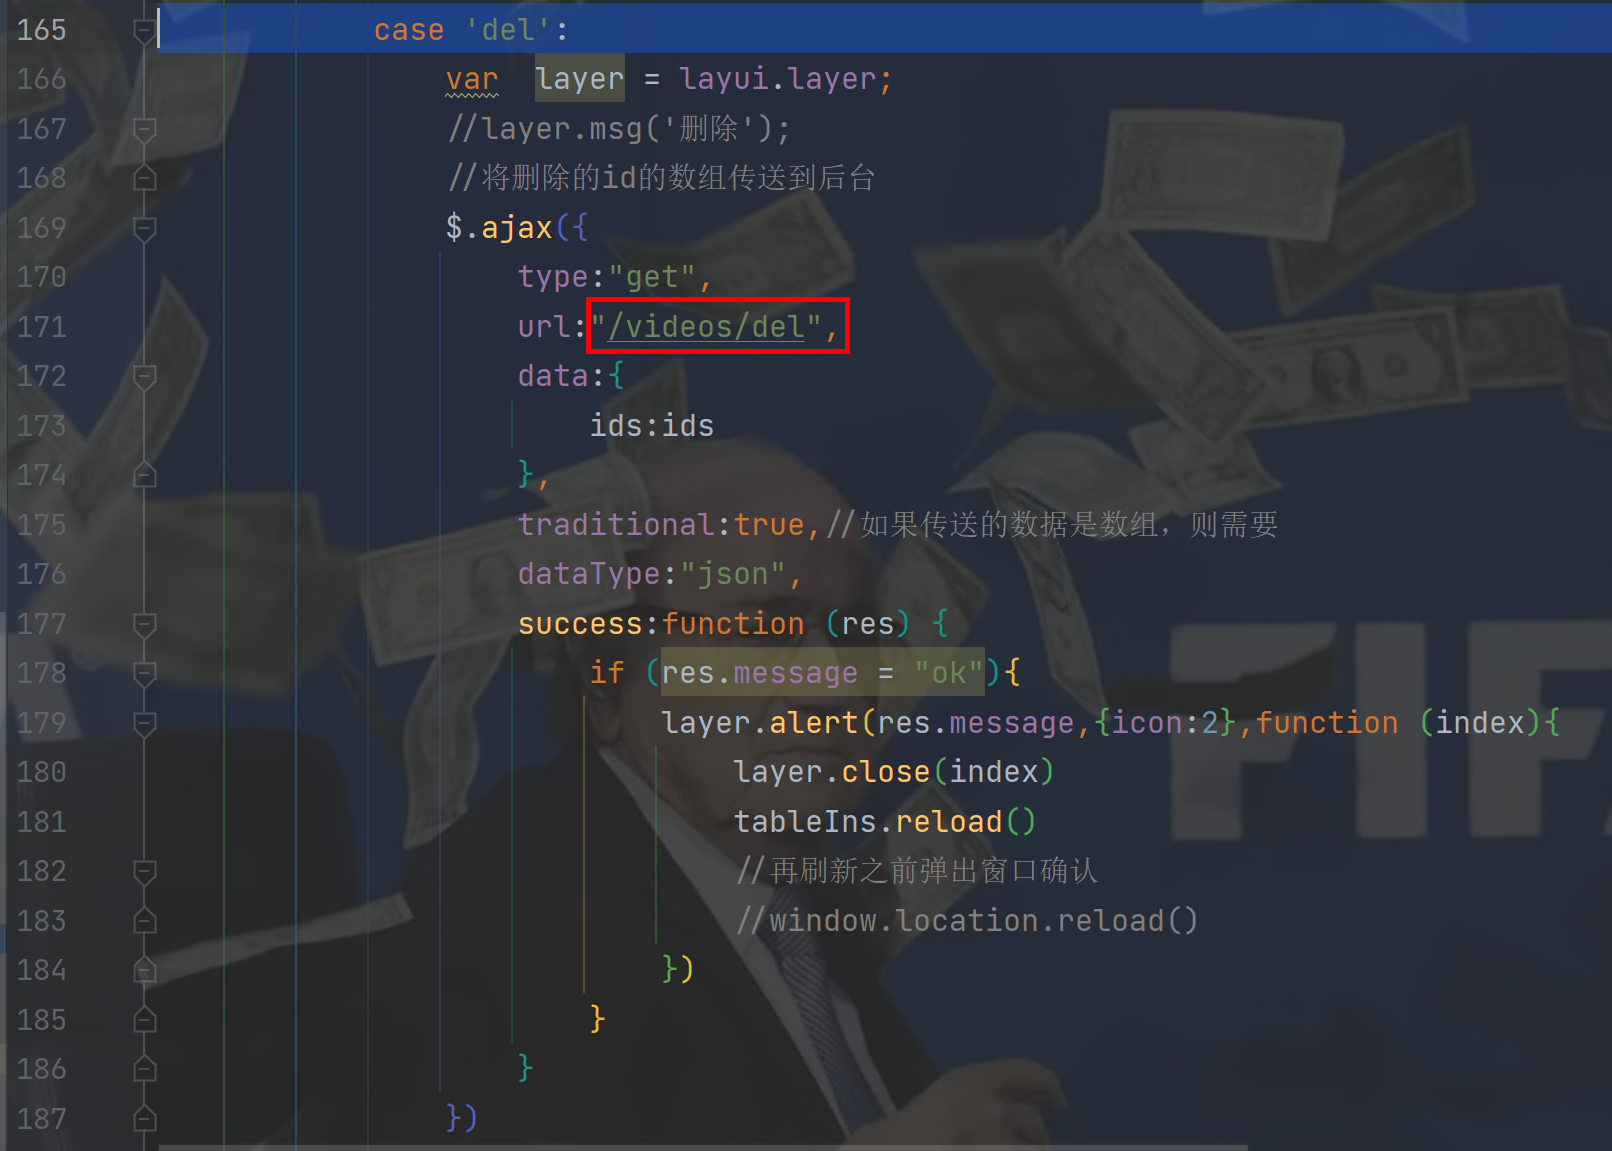 165 case 'del':
166 var layer = layui.layer;
167 //layer.msg('删除');
168 //将删除的id的数组传送到后台
169 $.ajax({
170 type:"get",
171 url:"/videos/del",
172 data:{
173 ids:ids
174 },
175 traditional:true,//如果传送的数据是数组，则需要
176 dataType:"json",
177 success:function (res) {
178 if (res.message = "ok"){
179 layer.alert(res.message,{icon:2},function (index){
180 layer.close(index)
181 tableIns.reload()
182 //再刷新之前弹出窗口确认
183 //window.location.reload()
184 })
185 }
186 }
187 })
FIFA